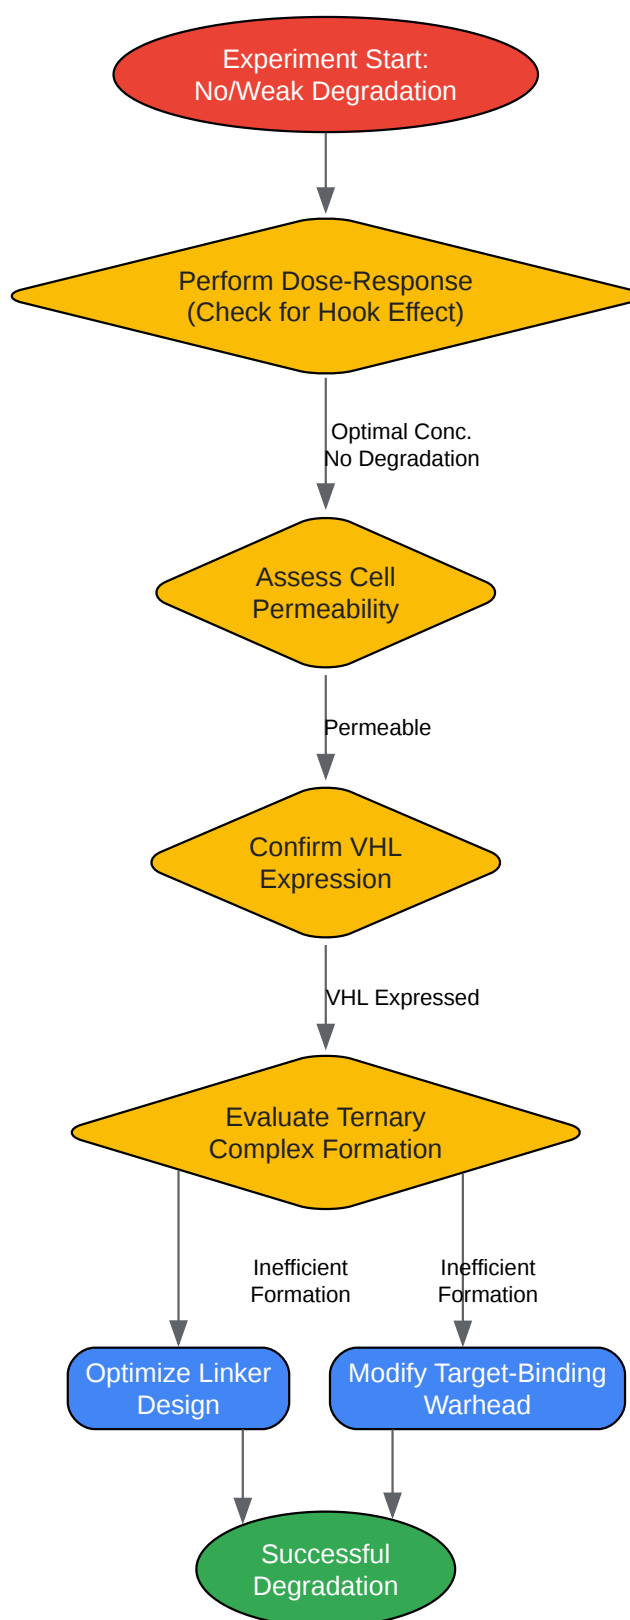 Experiment Start:
No/Weak Degradation
Perform Dose-Response
(Check for Hook Effect)
Optimal Conc.
No Degradation
Assess Cell
Permeability
Permeable
Confirm VHL
Expression
VHL Expressed
Evaluate Ternary
Complex Formation
Inefficient
Formation
Inefficient
Formation
Optimize Linker
Design
Modify Target-Binding
Warhead
Successful
Degradation